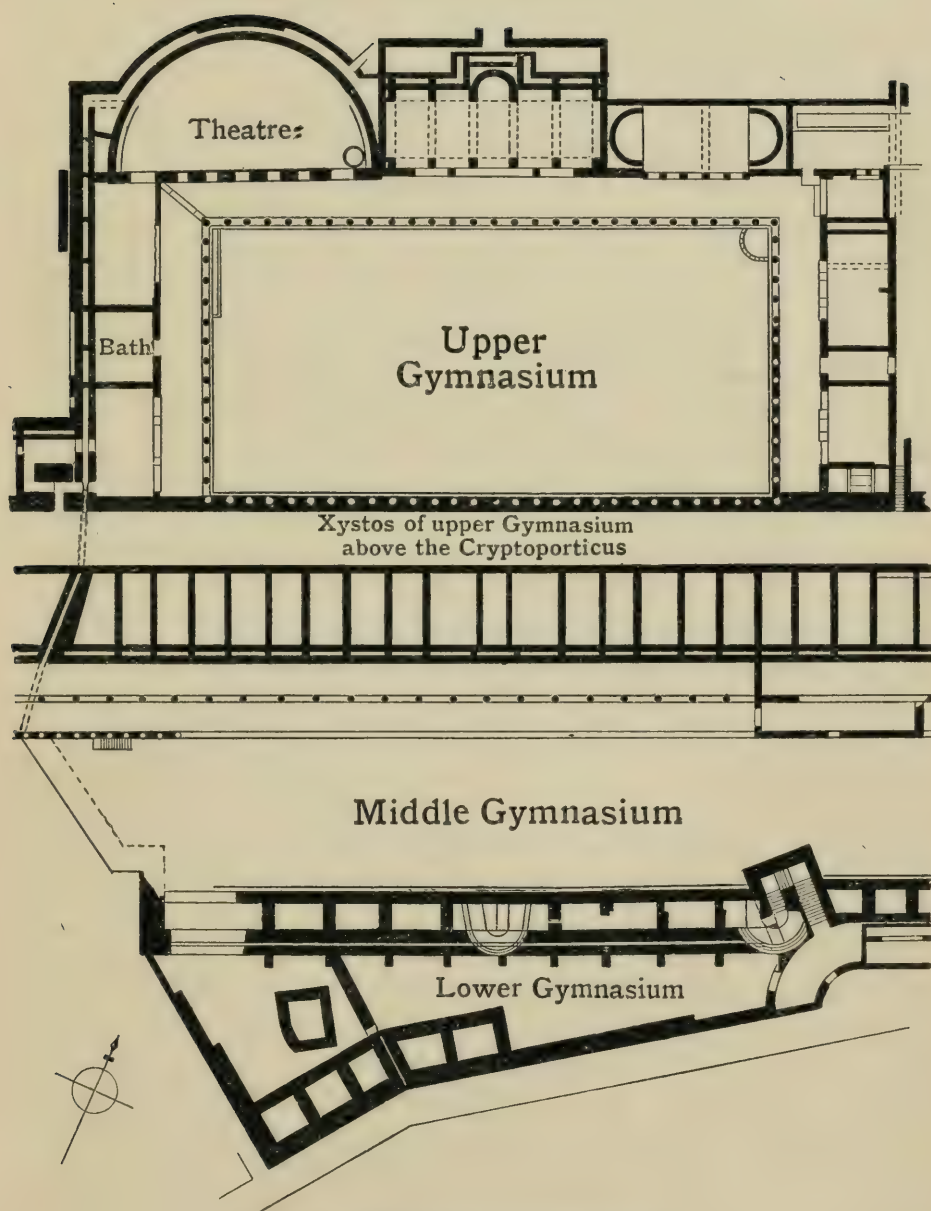 Theatre
Upper
Gymnasium
Bath
Xystos of upper Gymnasium
above the Cryptoporticus
Middle Gymnasium
Lower Gymnasium